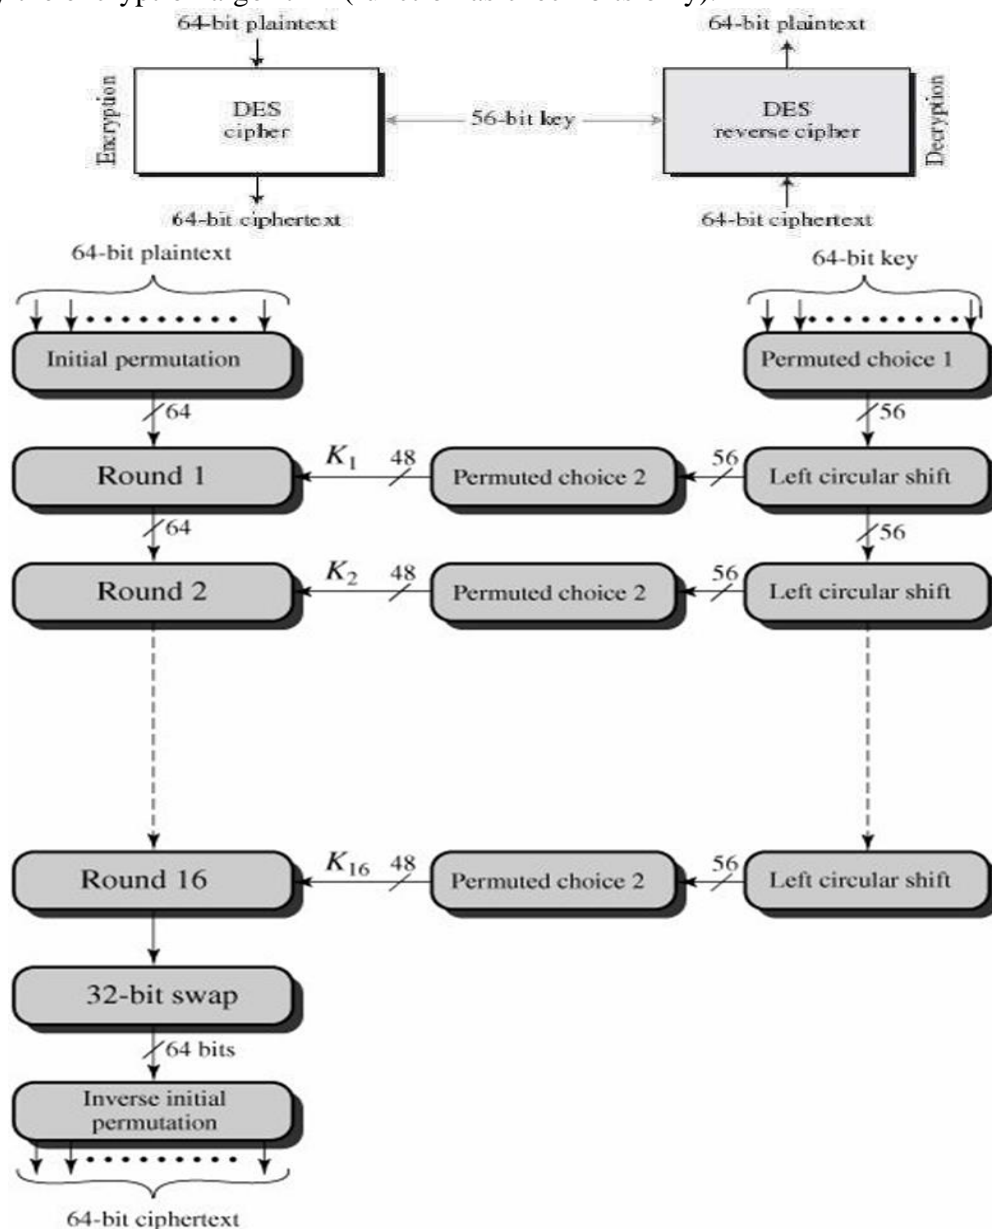 64-bit plaintext
64-bit plaintext
Encryption
DES
cipher
56-bit key
DES
reverse cipher
Decryption
64-bit ciphertext
64-bit ciphertext
64-bit plaintext
64-bit key
Initial permutation
Permuted choice 1
64
56
Round 1
K1
48
Permuted choice 2
56
Left circular shift
64
56
Round 2
K2
48
Permuted choice 2
56
Left circular shift
Round 16
K16
48
Permuted choice 2
56
Left circular shift
32-bit swap
64 bits
Inverse initial
permutation
64-bit ciphertext